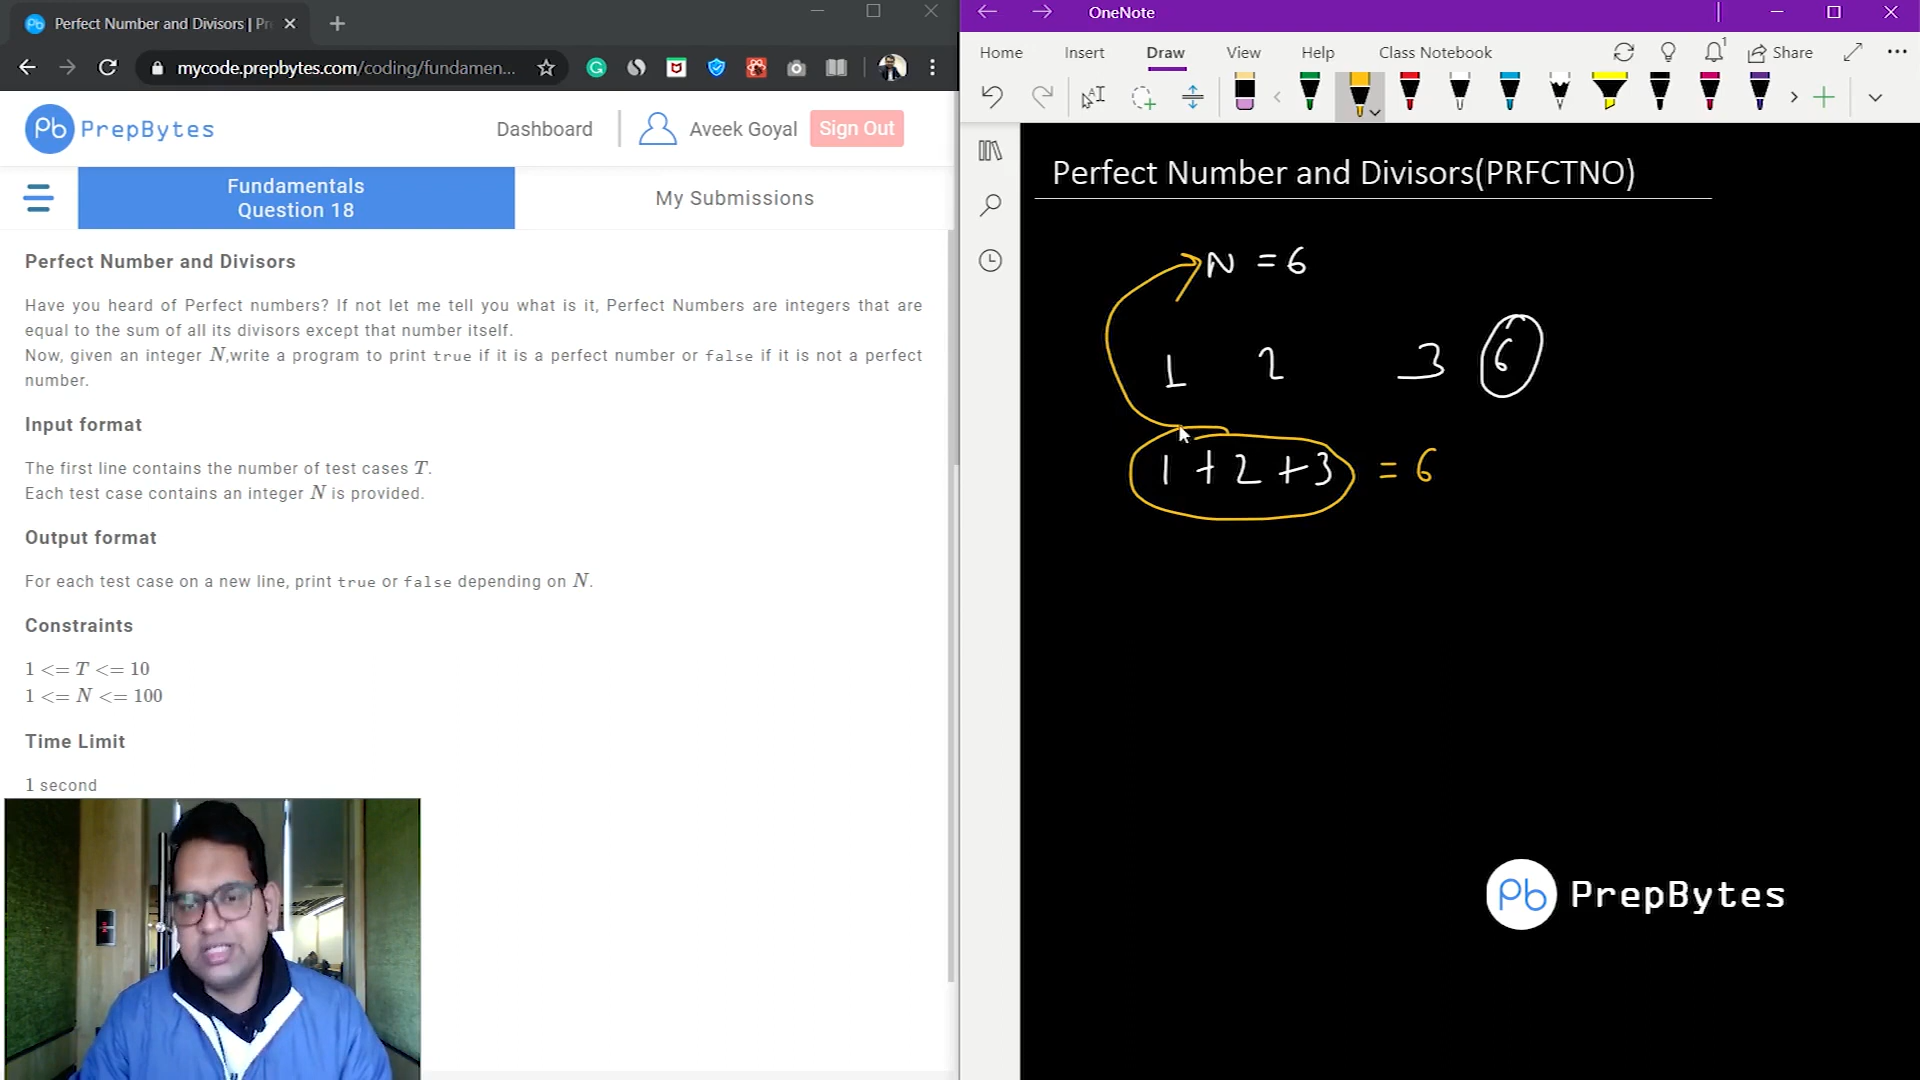 Perfect Number and Divisors | Pr
mycode.prepbytes.com/coding/fundamen...
Pb PrepBytes
Dashboard
Aveek Goyal
Sign Out
Fundamentals
Question 18
My Submissions
Perfect Number and Divisors
Have you heard of Perfect numbers? If not let me tell you what is it, Perfect Numbers are integers that are
equal to the sum of all its divisors except that number itself.
Now, given an integer N,write a program to print true if it is a perfect number or false if it is not a perfect
number.
Input format
The first line contains the number of test cases T.
Each test case contains an integer N is provided.
Output format
For each test case on a new line, print true or false depending on N.
Constraints
1 <= T <= 10
1 <= N <= 100
Time Limit
1 second
OneNote
Home Insert Draw View Help Class Notebook
1
Share
Perfect Number and Divisors(PRFCTNO)
N = 6
1 2 3 6
1 + 2 + 3 = 6
Pb PrepBytes